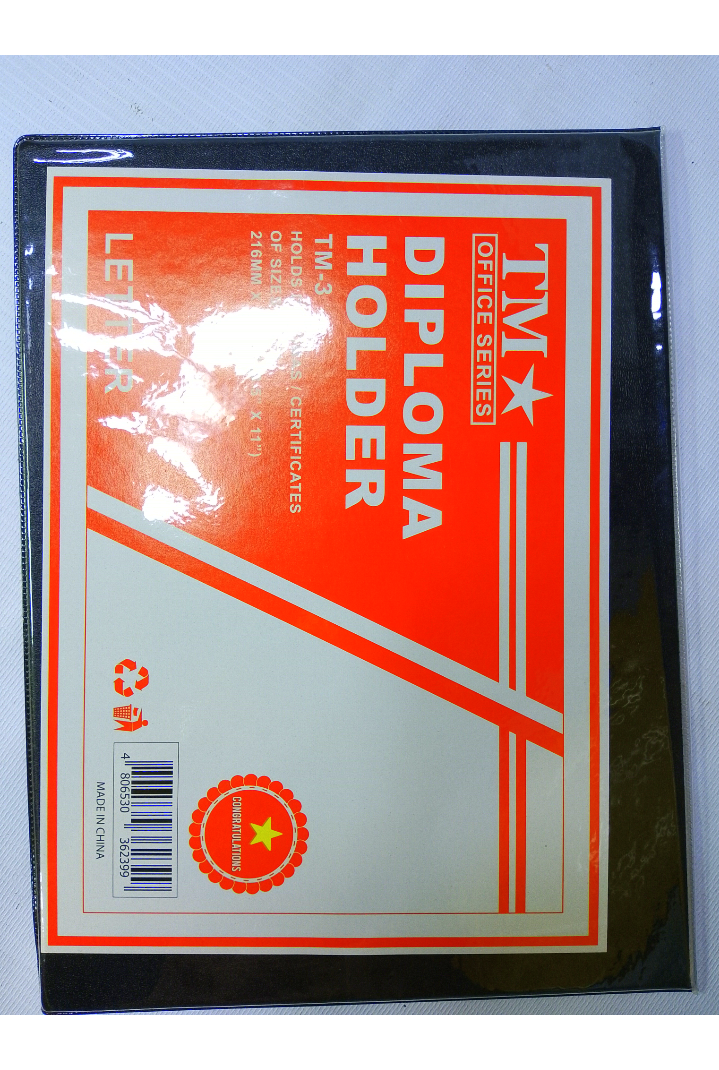 TM
OFFICE SERIES
DIPLOMA
HOLDER
TM-3
HOLDS / CERTIFICATES
OF SIZE
216MM X X 11")
LETTER
CONGRATULATIONS
4 806530 362399
MADE IN CHINA